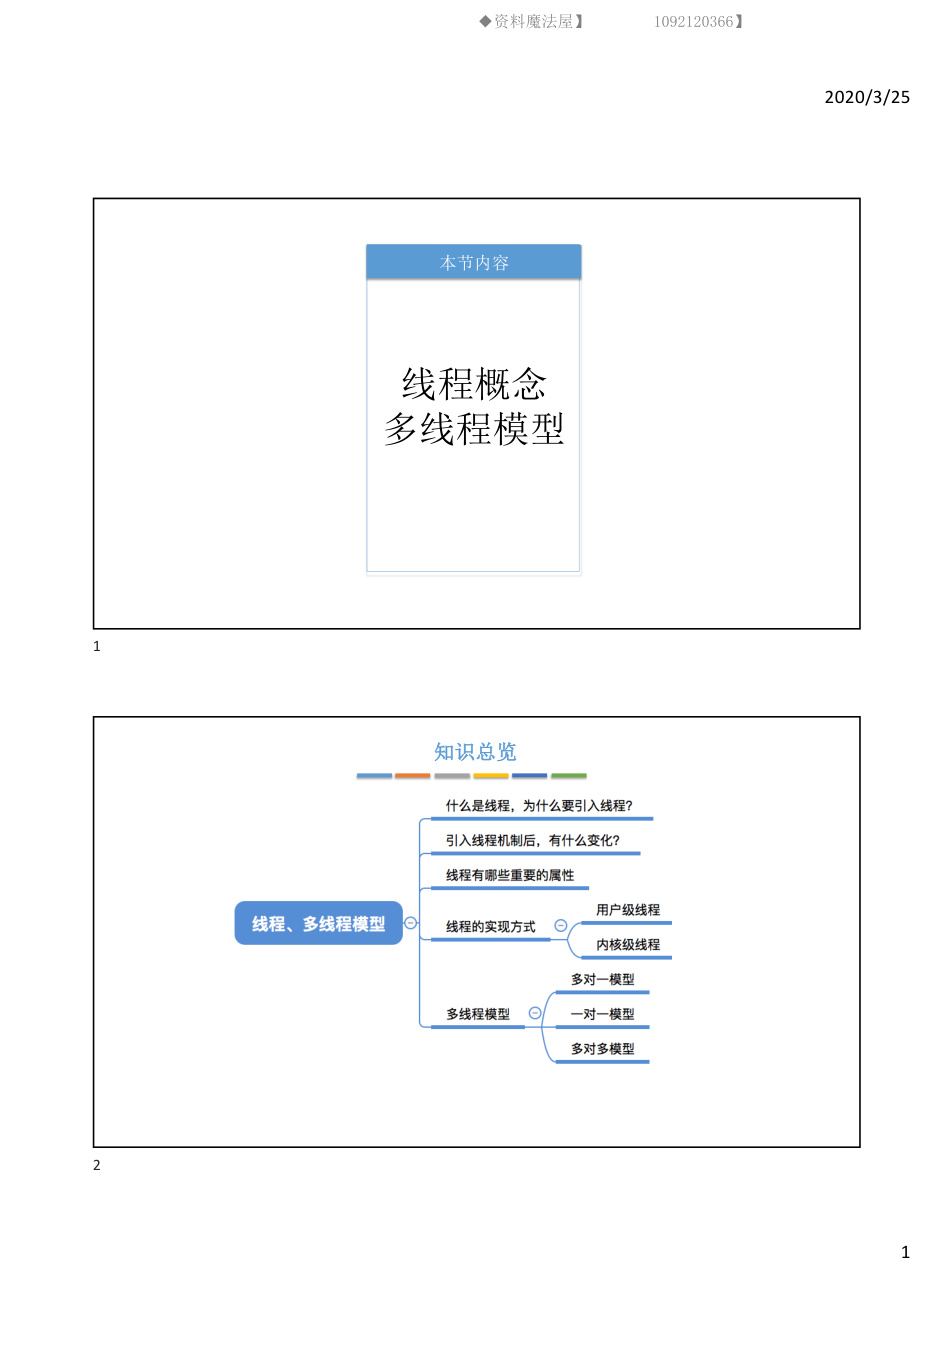 ◆资料魔法屋】 1092120366】
2020/3/25
本节内容
线程概念
多线程模型
1
知识总览
什么是线程，为什么要引入线程？
引入线程机制后，有什么变化？
线程有哪些重要的属性
线程、多线程模型
线程的实现方式
用户级线程
内核级线程
多线程模型
多对一模型
一对一模型
多对多模型
2
1